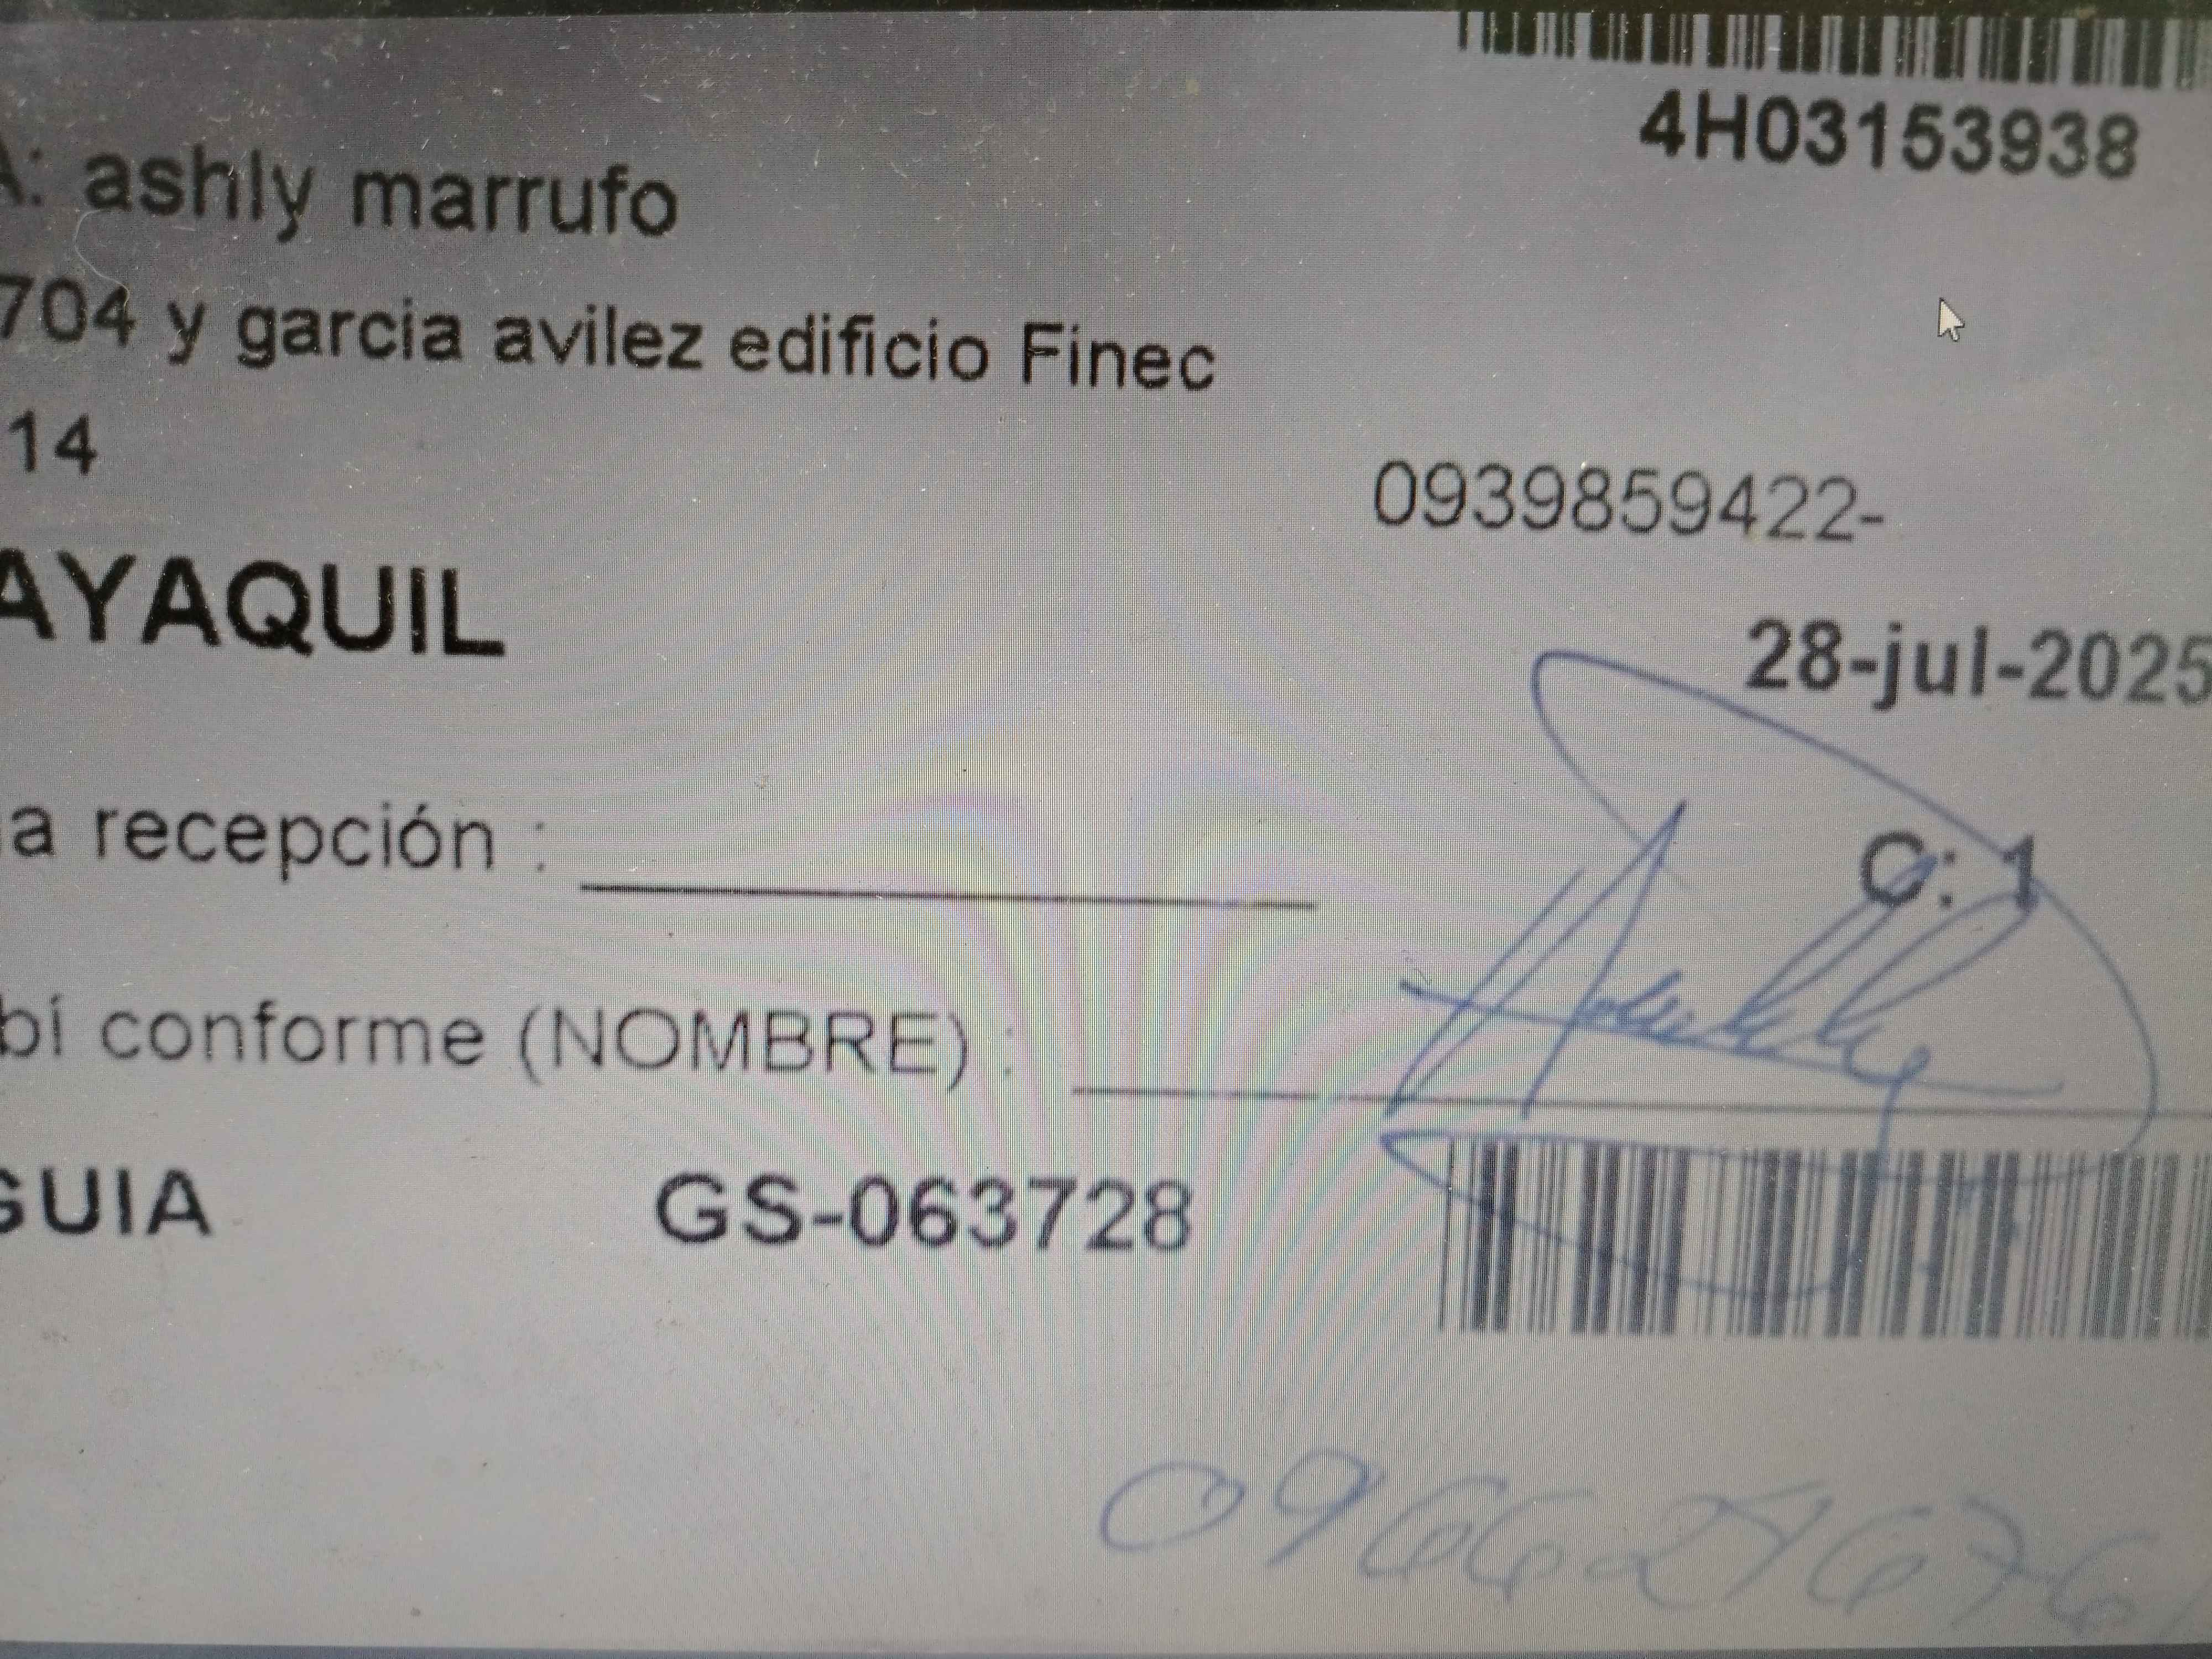 4H03153938
A: ashly marrufo
704 y garcia avilez edificio Finec
14
0939859422-
AYAQUIL
28-jul-2025
a recepción :
C: 1
bí conforme (NOMBRE) :
GUIA GS-063728